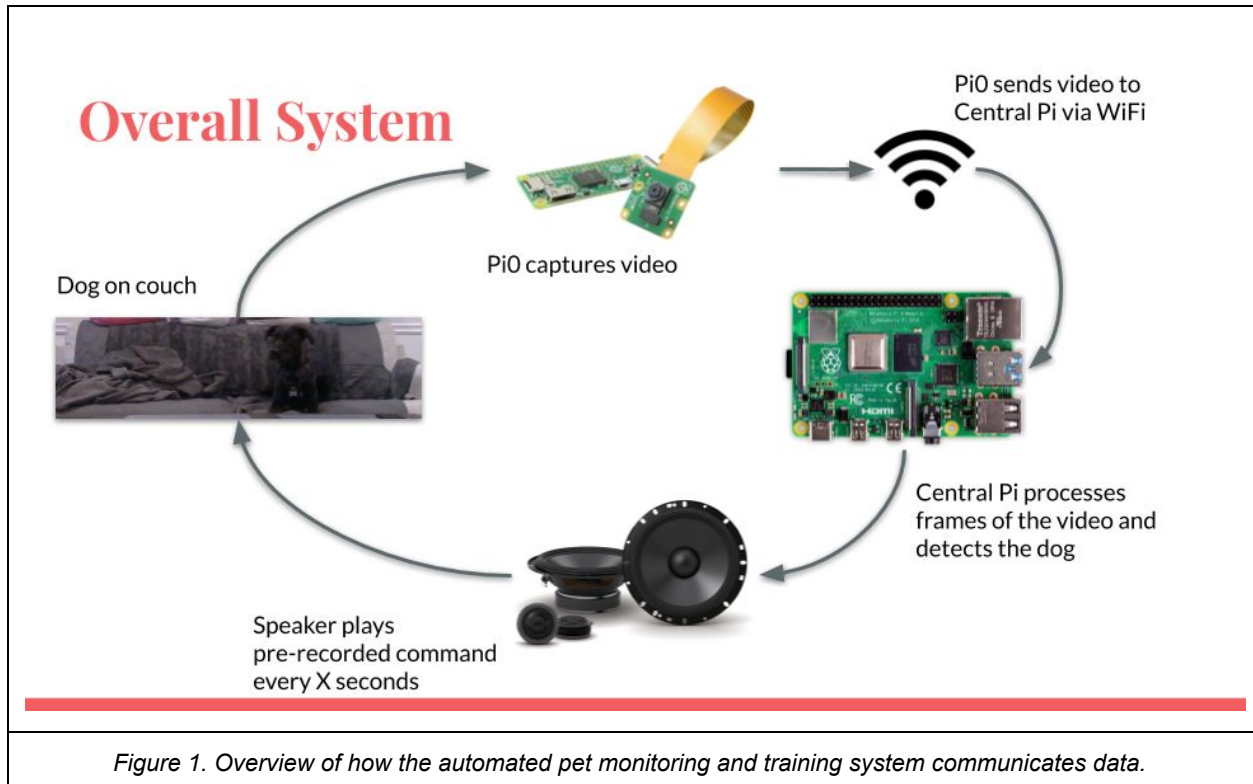 Overall System
Pi0 captures video
Pi0 sends video to
Central Pi via WiFi
Central Pi processes
frames of the video and
detects the dog
HDMI
Speaker plays
pre-recorded command
every X seconds
Dog on couch
Figure 1. Overview of how the automated pet monitoring and training system communicates data.